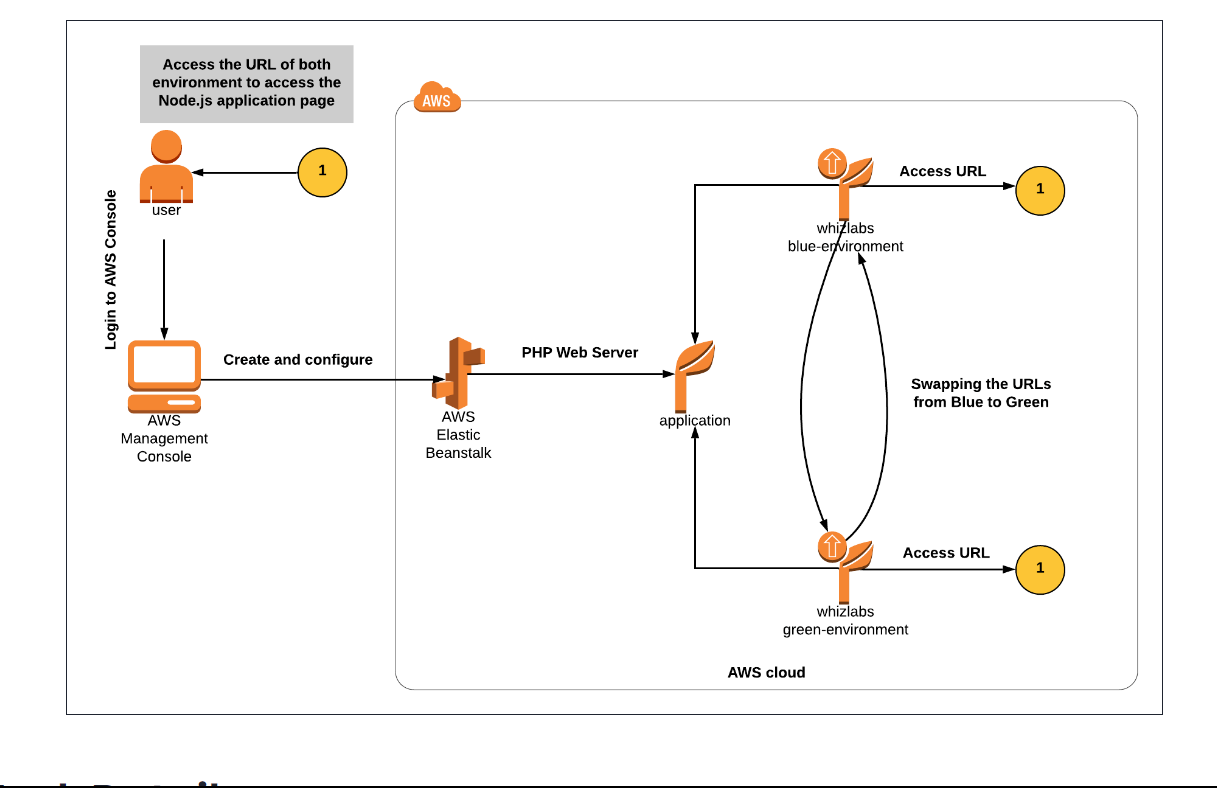 Access the URL of both
environment to access the
Node.js application page
AWS
1
user
Login to AWS Console
Access URL
1
whizlabs
blue-environment
Create and configure
PHP Web Server
AWS
Management
Console
AWS
Elastic
Beanstalk
application
Swapping the URLs
from Blue to Green
Access URL
1
whizlabs
green-environment
AWS cloud